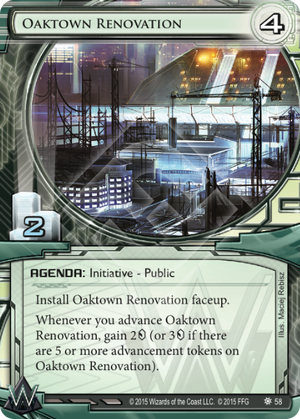 Oaktown Renovation
4
2
AGENDA: Initiative - Public
Install Oaktown Renovation faceup.
Whenever you advance Oaktown
Renovation, gain 2 (or 3 if there
are 5 or more advancement tokens on
Oaktown Renovation).
Illus. Maciej Rebisz
© 2015 Wizards of the Coast LLC. © 2015 FFG
58